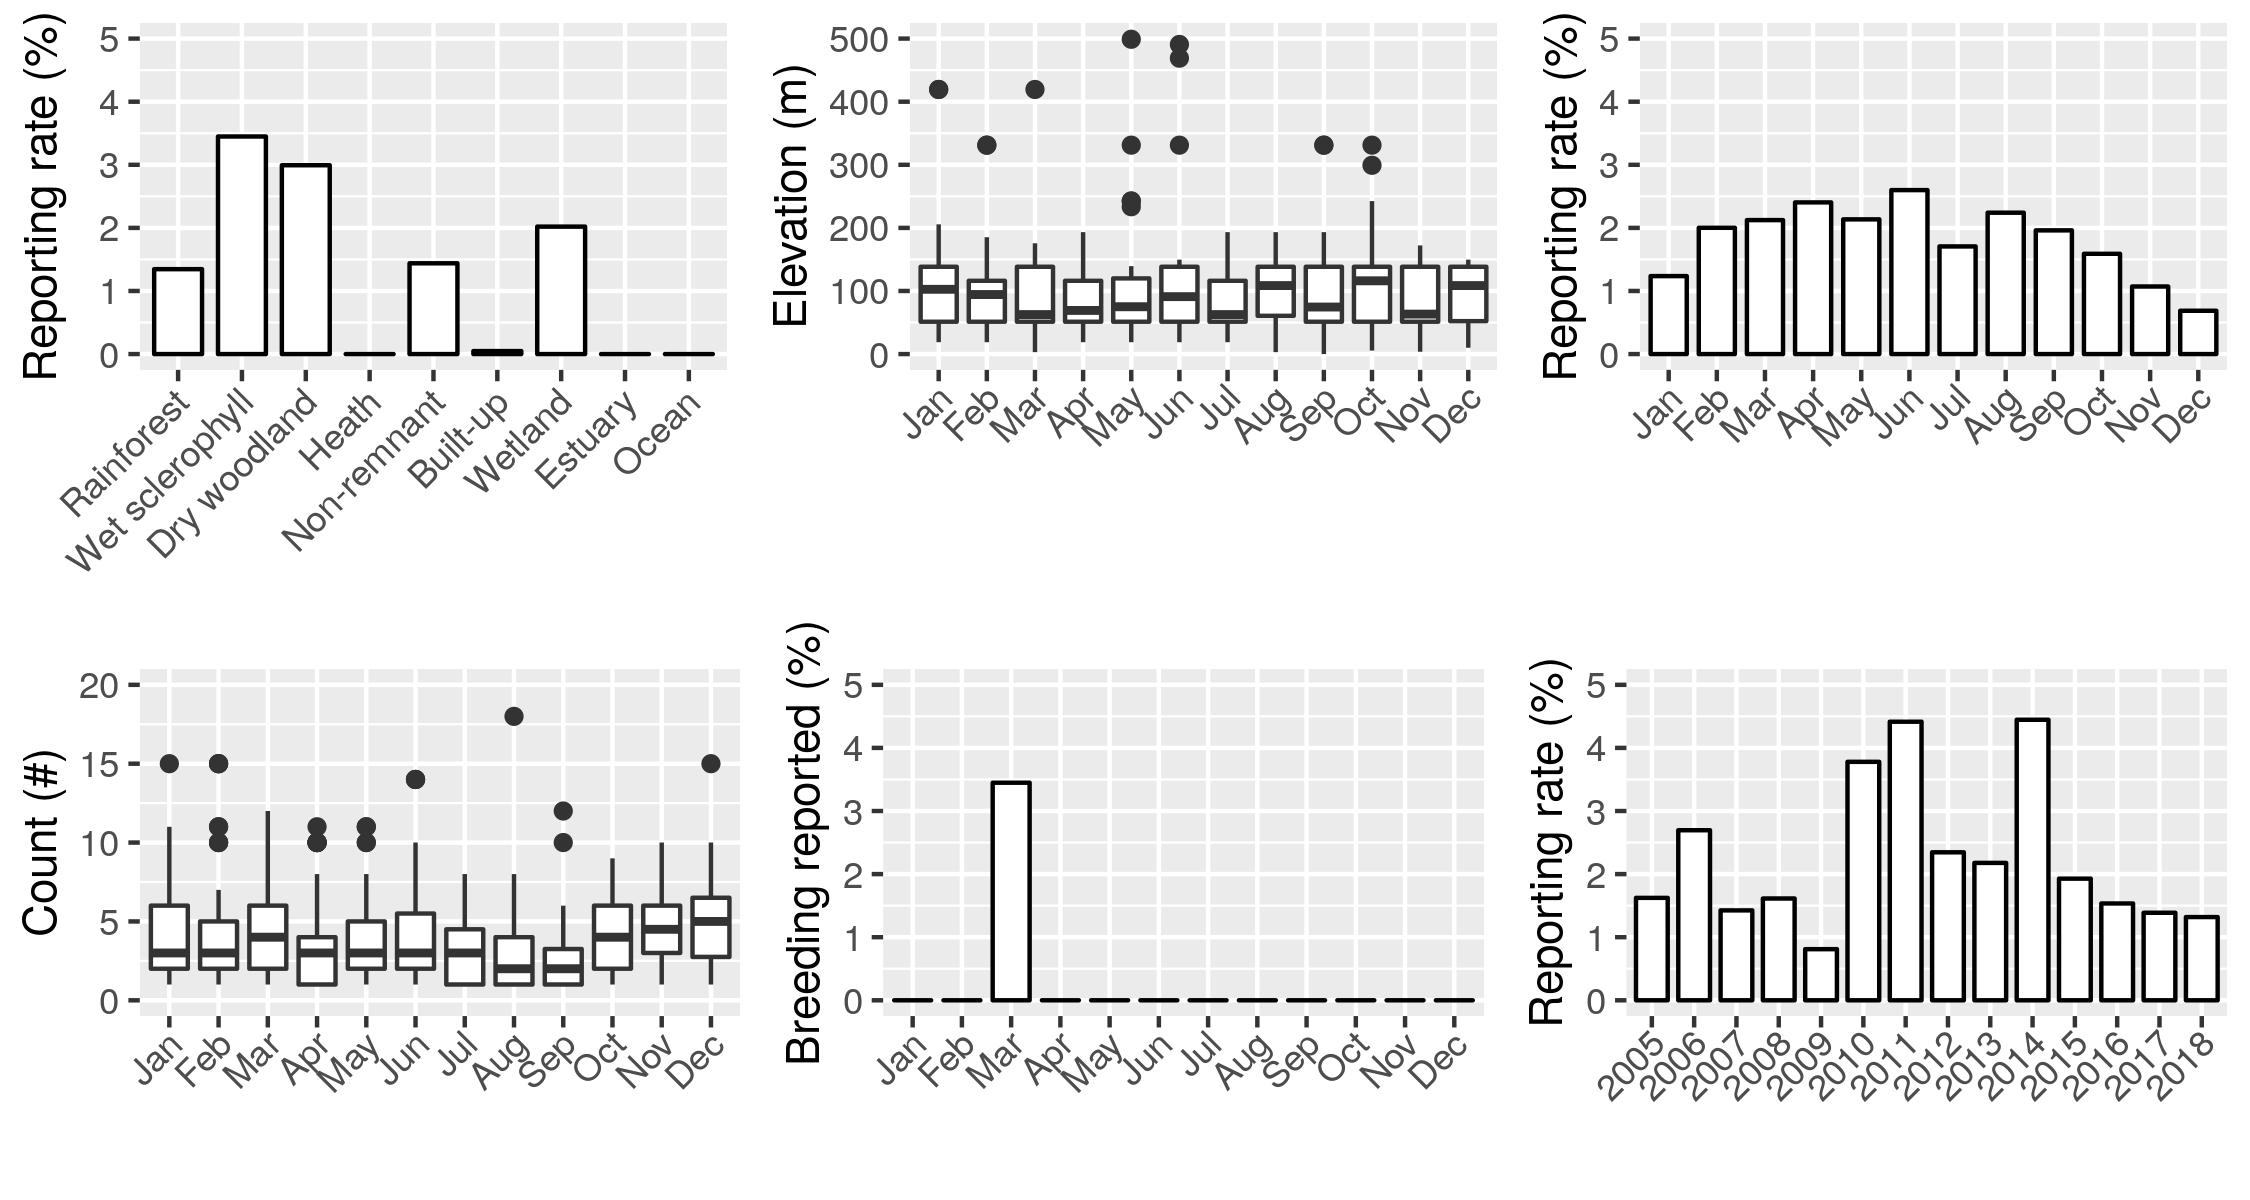 Reporting rate (%)
5
4
3
2
1
0
Rainforest
Wet sclerophyll
Dry woodland
Heath
Non-remnant
Built-up
Wetland
Estuary
Ocean
Elevation (m)
500
400
300
200
100
0
Jan
Feb
Mar
Apr
May
Jun
Jul
Aug
Sep
Oct
Nov
Dec
Reporting rate (%)
5
4
3
2
1
0
Jan
Feb
Mar
Apr
May
Jun
Jul
Aug
Sep
Oct
Nov
Dec
Count (#)
20
15
10
5
0
Jan
Feb
Mar
Apr
May
Jun
Jul
Aug
Sep
Oct
Nov
Dec
Breeding reported (%)
5
4
3
2
1
0
Jan
Feb
Mar
Apr
May
Jun
Jul
Aug
Sep
Oct
Nov
Dec
Reporting rate (%)
5
4
3
2
1
0
2005
2006
2007
2008
2009
2010
2011
2012
2013
2014
2015
2016
2017
2018